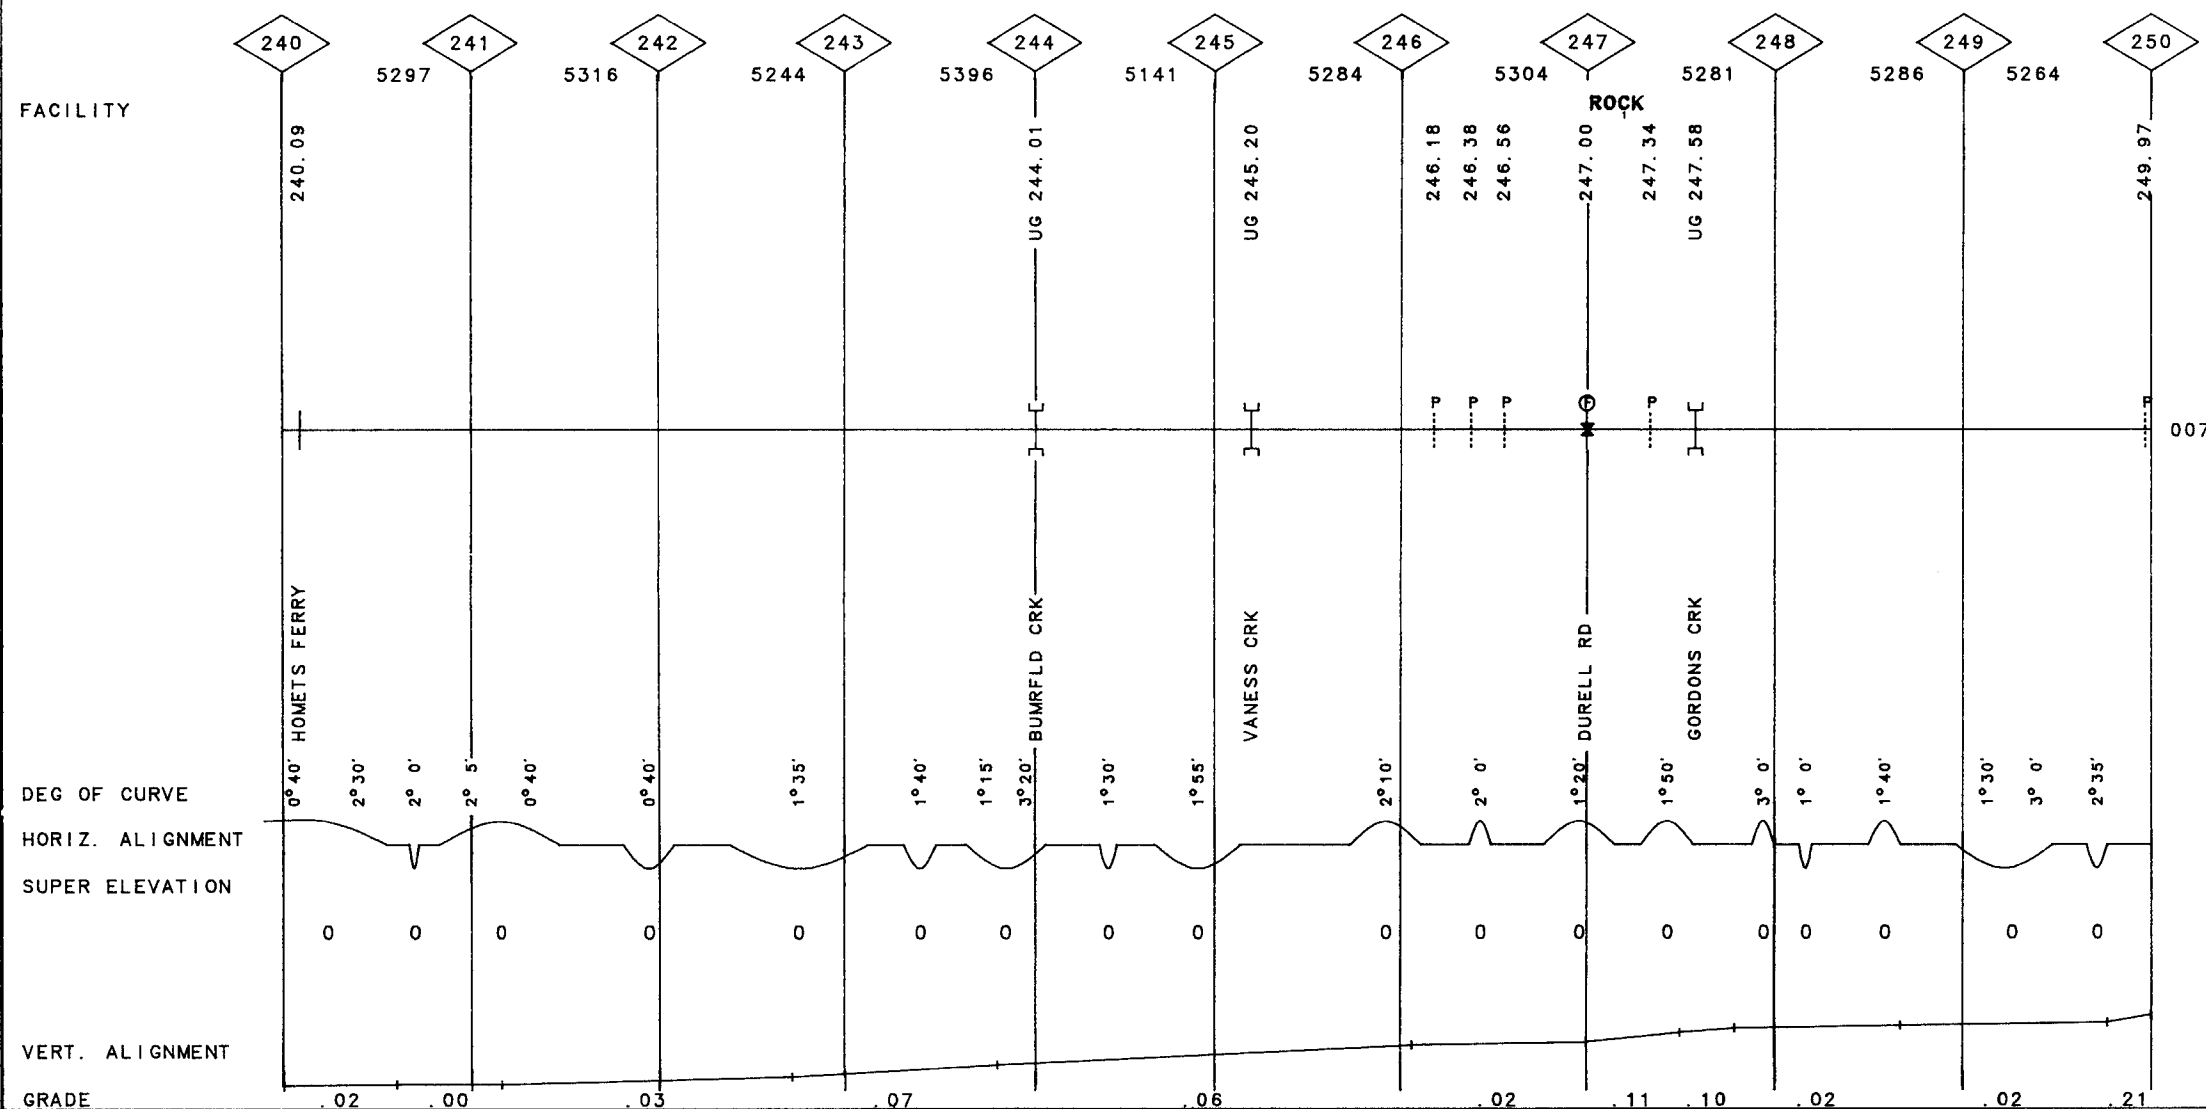 240 241 242 243 244 245 246 247 248 249 250
5297 5316 5244 5396 5141 5284 5304 5281 5286 5264
FACILITY
ROCK
240.09
UG 244.01
UG 245.20
246.18
246.38
246.56
247.00
247.34
UG 247.58
249.97
P P P F P P
007
HOMETS FERRY
BUMRFLD CRK
VANESS CRK
DURELL RD
GORDONS CRK
DEG OF CURVE
0°40' 2°30' 2° 0' 2° 5' 0°40' 0°40' 1°35' 1°40' 1°15' 3°20' 1°30' 1°55' 2°10' 2° 0' 1°20' 1°50' 3° 0' 1° 0' 1°40' 1°30' 3° 0' 2°35'
HORIZ. ALIGNMENT
SUPER ELEVATION
0 0 0 0 0 0 0 0 0 0 0 0 0 0 0 0 0 0
VERT. ALIGNMENT
GRADE .02 .00 .03 .07 .06 .02 .11 .10 .02 .02 .21